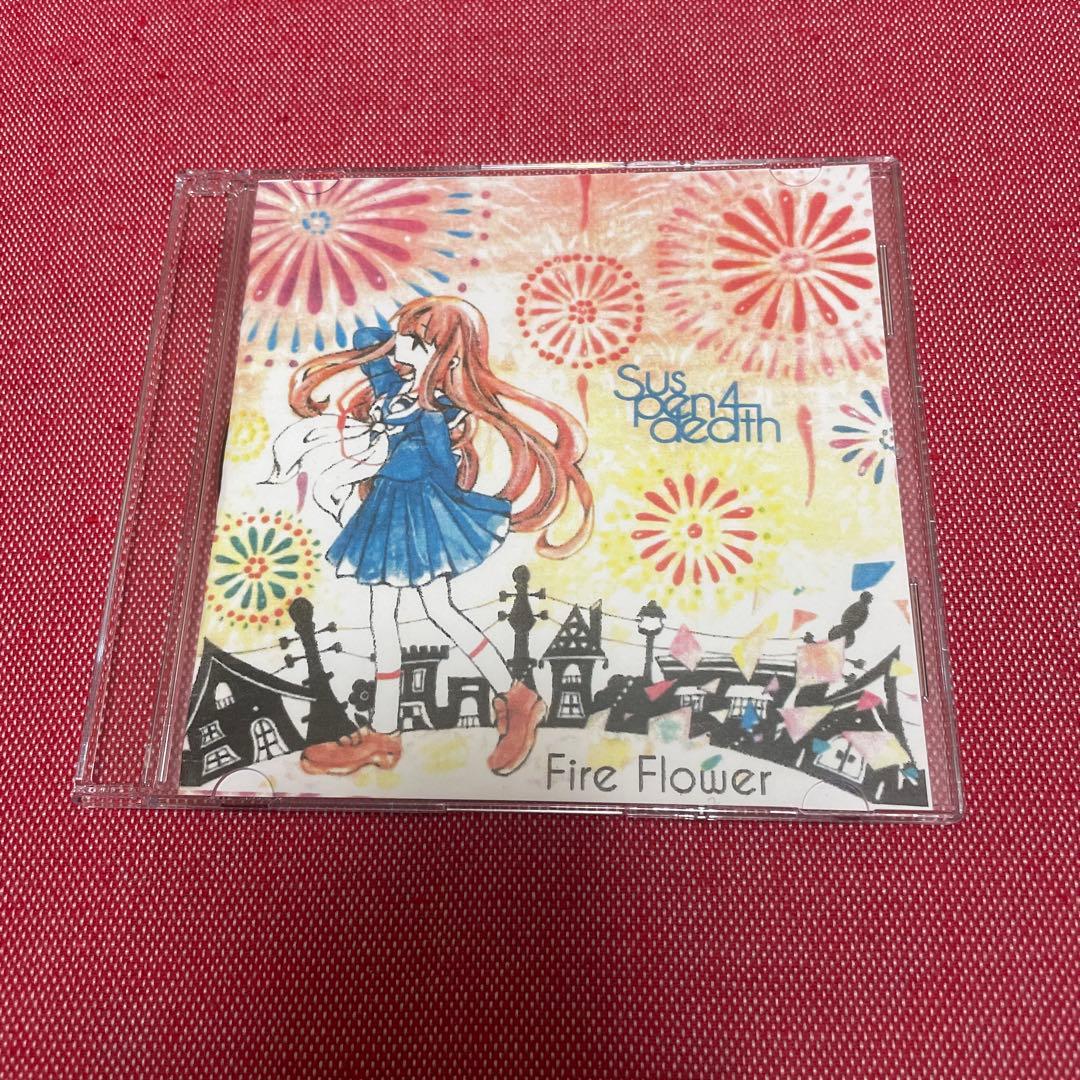 Sus
pen4
death
Fire Flower